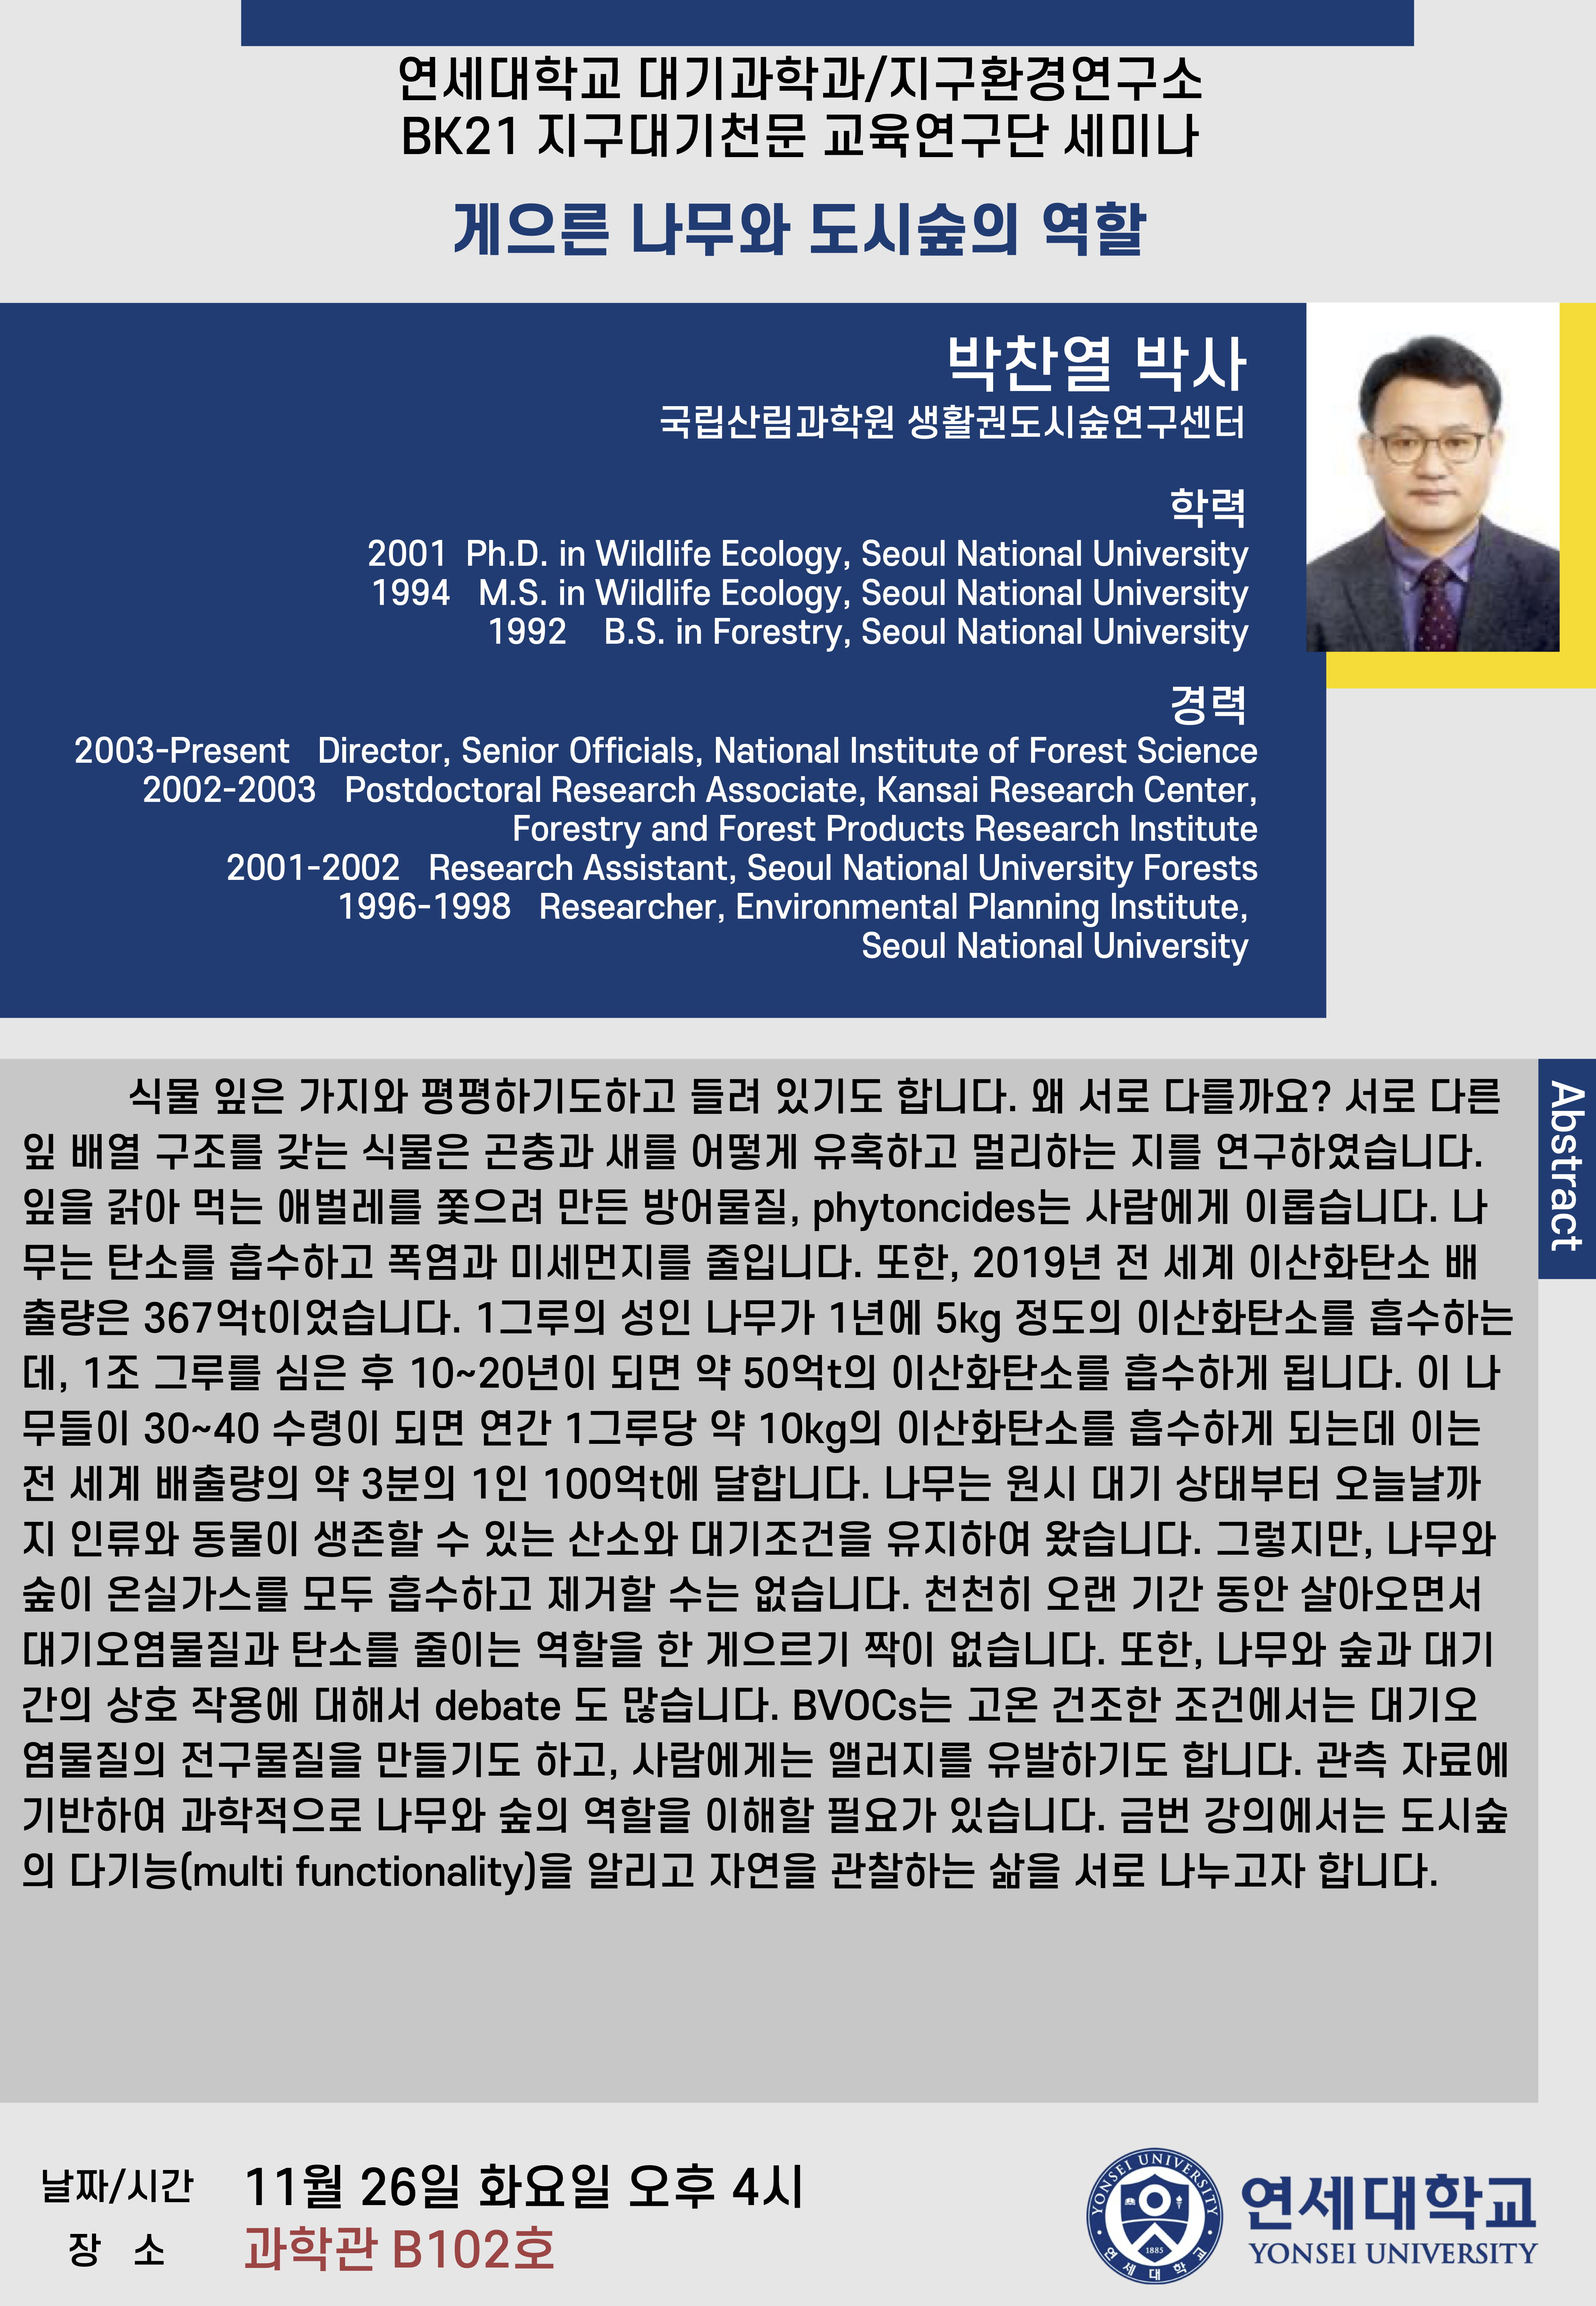 연세대학교 대기과학과/지구환경연구소
BK21 지구대기천문 교육연구단 세미나
게으른 나무와 도시숲의 역할
박찬열 박사
국립산림과학원 생활권도시숲연구센터
학력
2001 Ph.D. in Wildlife Ecology, Seoul National University
1994 M.S. in Wildlife Ecology, Seoul National University
1992 B.S. in Forestry, Seoul National University
경력
2003-Present Director, Senior Officials, National Institute of Forest Science
2002-2003 Postdoctoral Research Associate, Kansai Research Center,
Forestry and Forest Products Research Institute
2001-2002 Research Assistant, Seoul National University Forests
1996-1998 Researcher, Environmental Planning Institute,
Seoul National University
Abstract
식물 잎은 가지와 평평하기도하고 들려 있기도 합니다. 왜 서로 다를까요? 서로 다른
잎 배열 구조를 갖는 식물은 곤충과 새를 어떻게 유혹하고 멀리하는 지를 연구하였습니다.
잎을 갉아 먹는 애벌레를 쫓으려 만든 방어물질, phytoncides는 사람에게 이롭습니다. 나
무는 탄소를 흡수하고 폭염과 미세먼지를 줄입니다. 또한, 2019년 전 세계 이산화탄소 배
출량은 367억t이었습니다. 1그루의 성인 나무가 1년에 5kg 정도의 이산화탄소를 흡수하는
데, 1조 그루를 심은 후 10~20년이 되면 약 50억t의 이산화탄소를 흡수하게 됩니다. 이 나
무들이 30~40 수령이 되면 연간 1그루당 약 10kg의 이산화탄소를 흡수하게 되는데 이는
전 세계 배출량의 약 3분의 1인 100억t에 달합니다. 나무는 원시 대기 상태부터 오늘날까
지 인류와 동물이 생존할 수 있는 산소와 대기조건을 유지하여 왔습니다. 그렇지만, 나무와
숲이 온실가스를 모두 흡수하고 제거할 수는 없습니다. 천천히 오랜 기간 동안 살아오면서
대기오염물질과 탄소를 줄이는 역할을 한 게으르기 짝이 없습니다. 또한, 나무와 숲과 대기
간의 상호 작용에 대해서 debate 도 많습니다. BVOCs는 고온 건조한 조건에서는 대기오
염물질의 전구물질을 만들기도 하고, 사람에게는 앨러지를 유발하기도 합니다. 관측 자료에
기반하여 과학적으로 나무와 숲의 역할을 이해할 필요가 있습니다. 금번 강의에서는 도시숲
의 다기능(multi functionality)을 알리고 자연을 관찰하는 삶을 서로 나누고자 합니다.
날짜/시간 11월 26일 화요일 오후 4시
장 소 과학관 B102호
YONSEI UNIVERSITY
1885
연세대학교
연세대학교
YONSEI UNIVERSITY